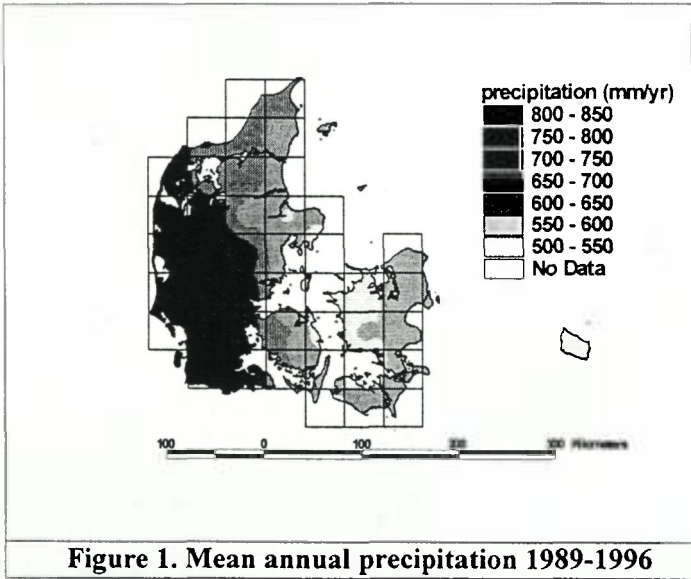 precipitation (mm/yr)
800 - 850
750 - 800
700 - 750
650 - 700
600 - 650
550 - 600
500 - 550
No Data
100 0 100 300
Figure 1. Mean annual precipitation 1989-1996